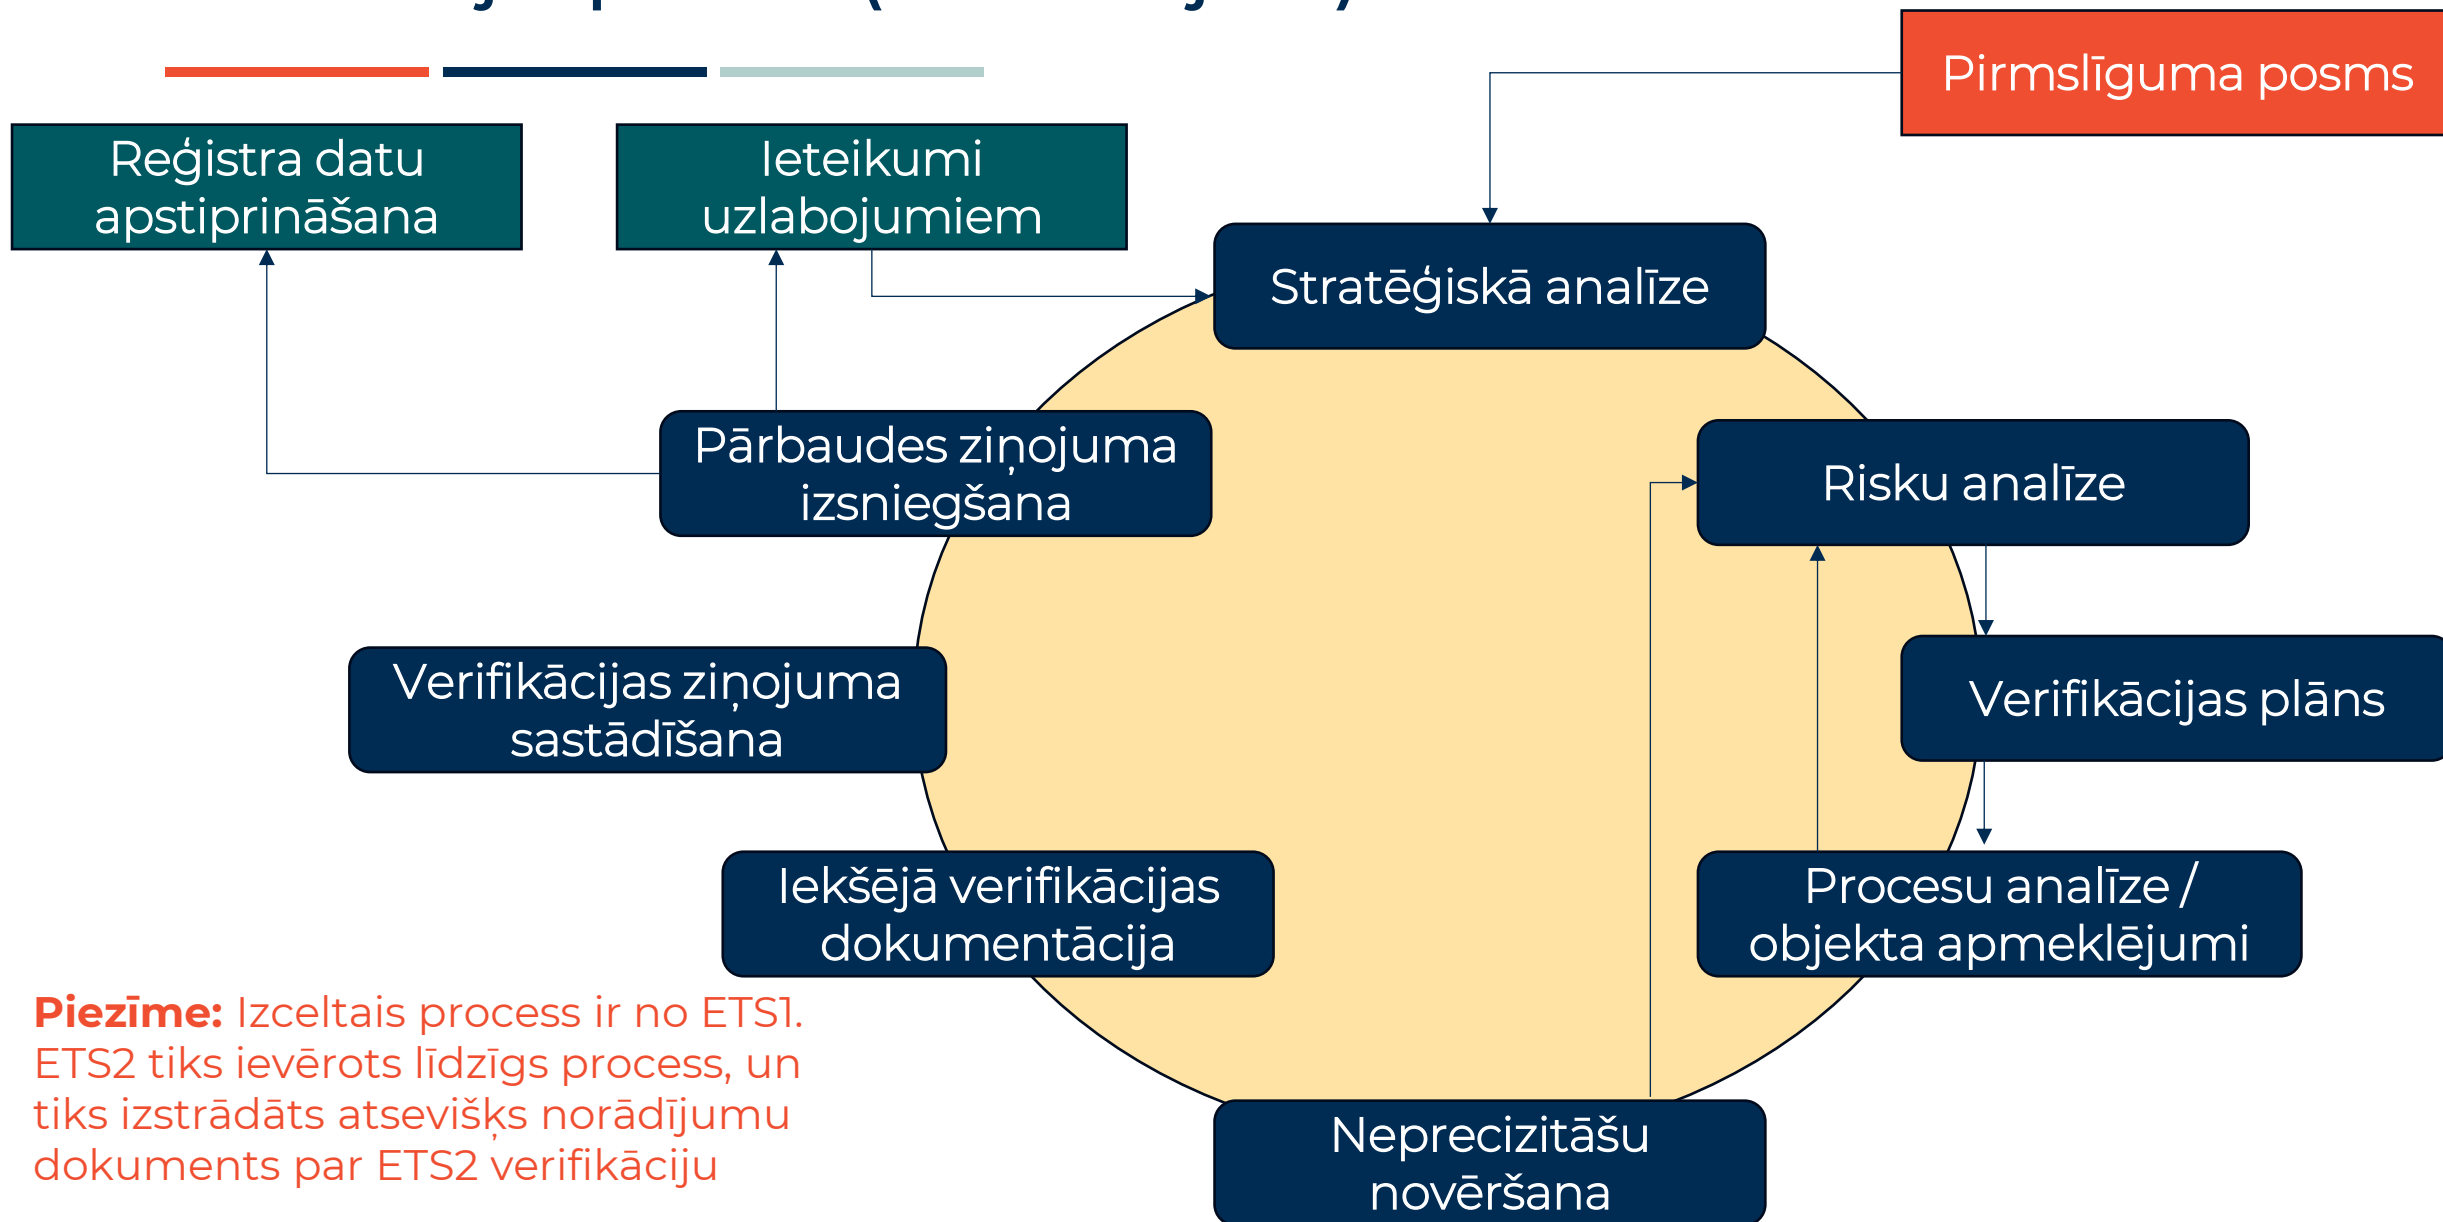 Pirmslīguma posms
Reģistra datu
apstiprināšana
Ieteikumi
uzlabojumiem
Stratēģiskā analīze
Pārbaudes ziņojuma
izsniegšana
Risku analīze
Verifikācijas ziņojuma
sastādīšana
Verifikācijas plāns
Iekšējā verifikācijas
dokumentācija
Procesu analīze /
objekta apmeklējumi
Piezīme: Izceltais process ir no ETS1.
ETS2 tiks ievērots līdzīgs process, un
tiks izstrādāts atsevišķs norādījumu
dokuments par ETS2 verifikāciju
Neprecizitāšu
novēršana